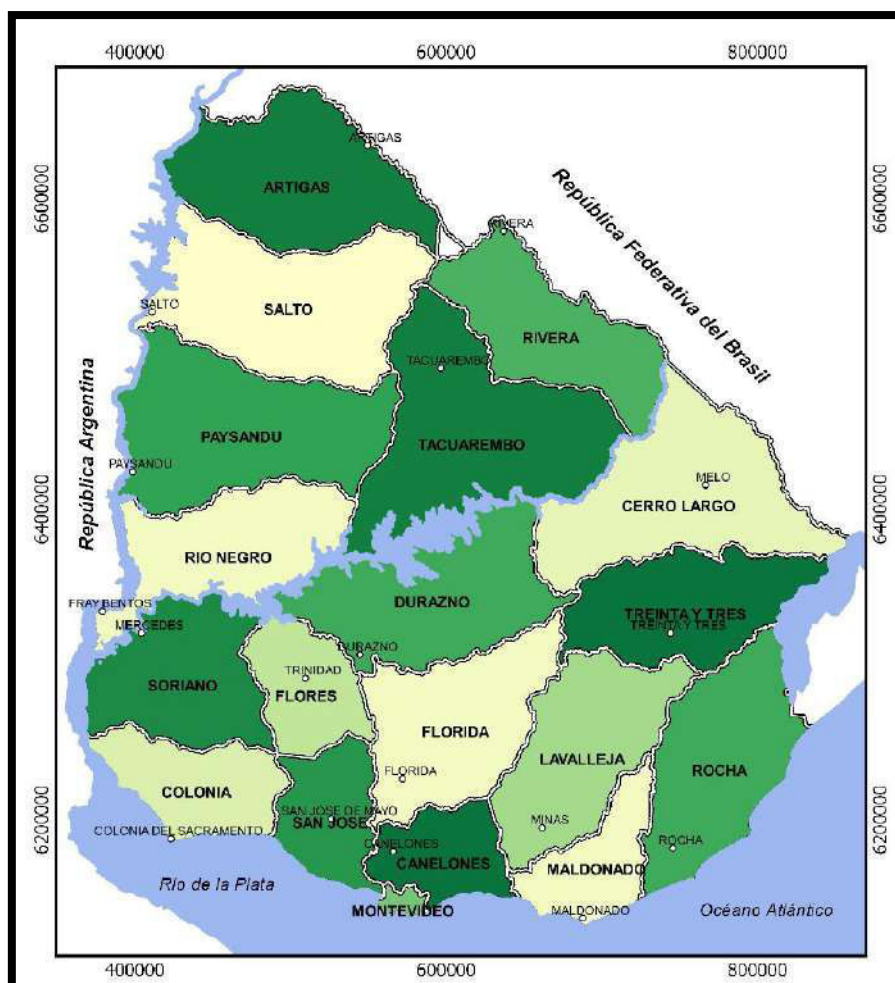 400000 600000 800000
6600000
6600000
ARTIGAS
ARTIGAS
República Federativa del Brasil
RIVERA
SALTO
SALTO
RIVERA
TACUAREMBO
República Argentina
PAYSANDU
TACUAREMBO
PAYSANDU
MELO
CERRO LARGO
6400000
6400000
RIO NEGRO
DURAZNO
FRAY BENTOS
TREINTA Y TRES
MERCEDES
TREINTA Y TRES
DURAZNO
TRINIDAD
SORIANO
FLORES
FLORIDA
LAVALLEJA
ROCHA
FLORIDA
COLONIA
SAN JOSE DE MAYO
SAN JOSE
MINAS
6200000
6200000
COLONIA DEL SACRAMENTO
CANELONES
ROCHA
CANELONES
MALDONADO
Río de la Plata
MONTEVIDEO
MALDONADO
Océano Atlántico
400000 600000 800000